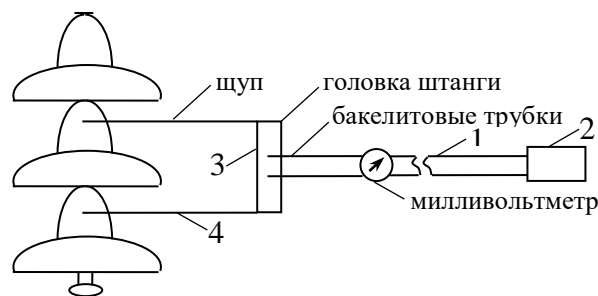 щуп
головка штанги
бакелитовые трубки
1
2
3
милливольтметр
4